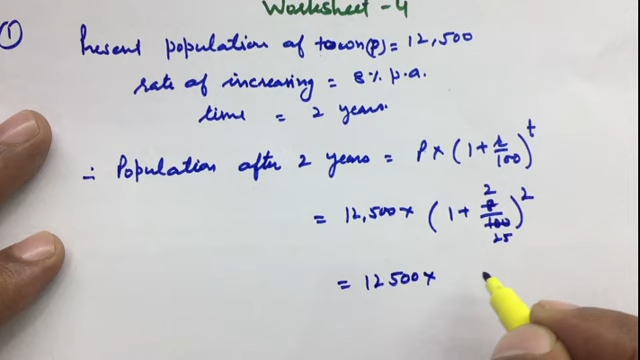 Worksheet - 4
① Present population of town(P) = 12,500
rate of increasing = 8% p.a.
time = 2 years.
∴ Population after 2 years = P × (1 + r/100)^t
= 12,500 × (1 + 8/100)^2
2
25
= 12500 ×